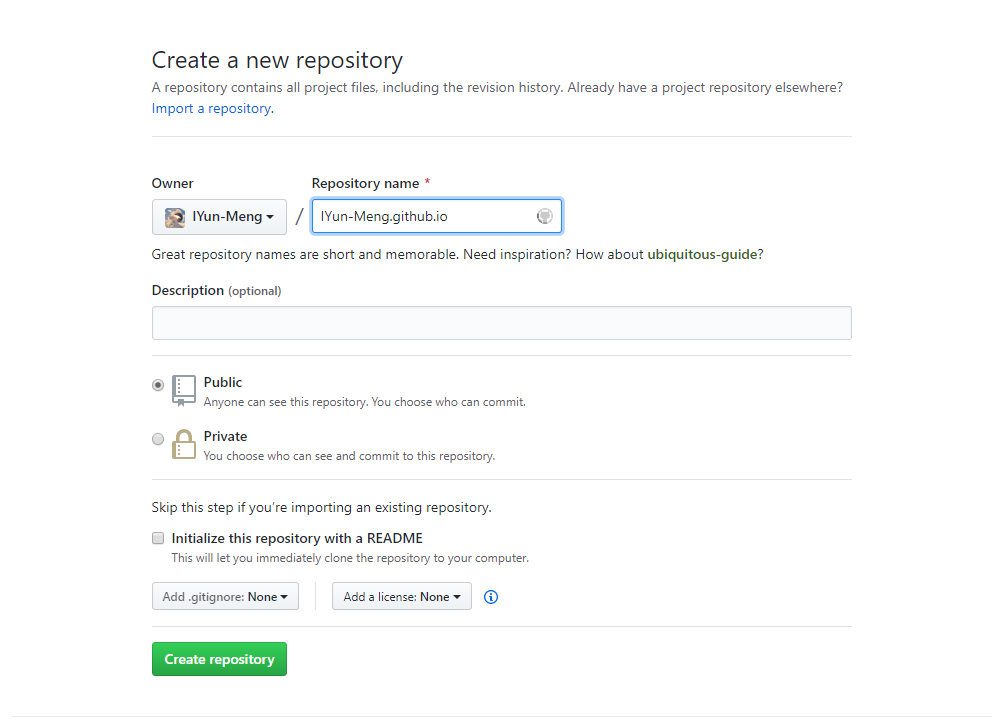 Create a new repository
A repository contains all project files, including the revision history. Already have a project repository elsewhere?
Import a repository.
Owner
Repository name *
IYun-Meng
/
IYun-Meng.github.io
Great repository names are short and memorable. Need inspiration? How about ubiquitous-guide?
Description (optional)
Public
Anyone can see this repository. You choose who can commit.
Private
You choose who can see and commit to this repository.
Skip this step if you're importing an existing repository.
Initialize this repository with a README
This will let you immediately clone the repository to your computer.
Add .gitignore: None
Add a license: None
Create repository